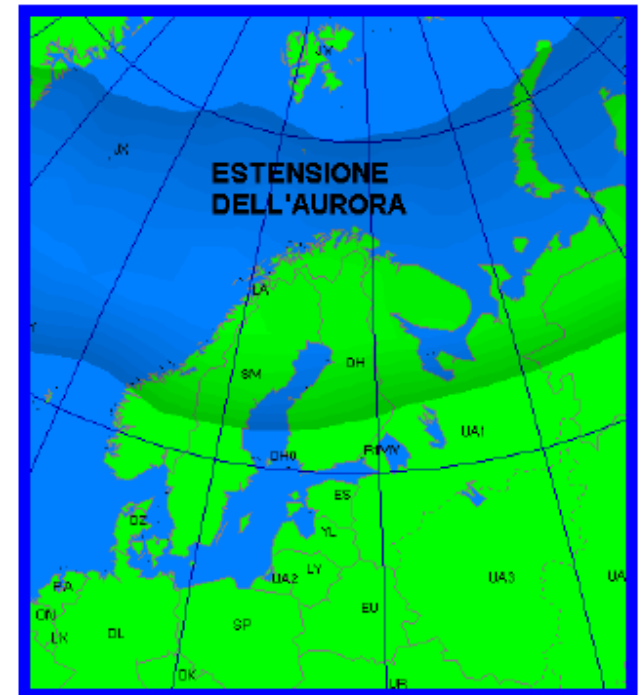 JX
JX
ESTENSIONE
DELL'AURORA
LA
SM
OH
OH0
UA1
ES
OZ
YL
LY
UA2
UA3
UA
PA
ON
LX
DL
SP
EU
OK
UR